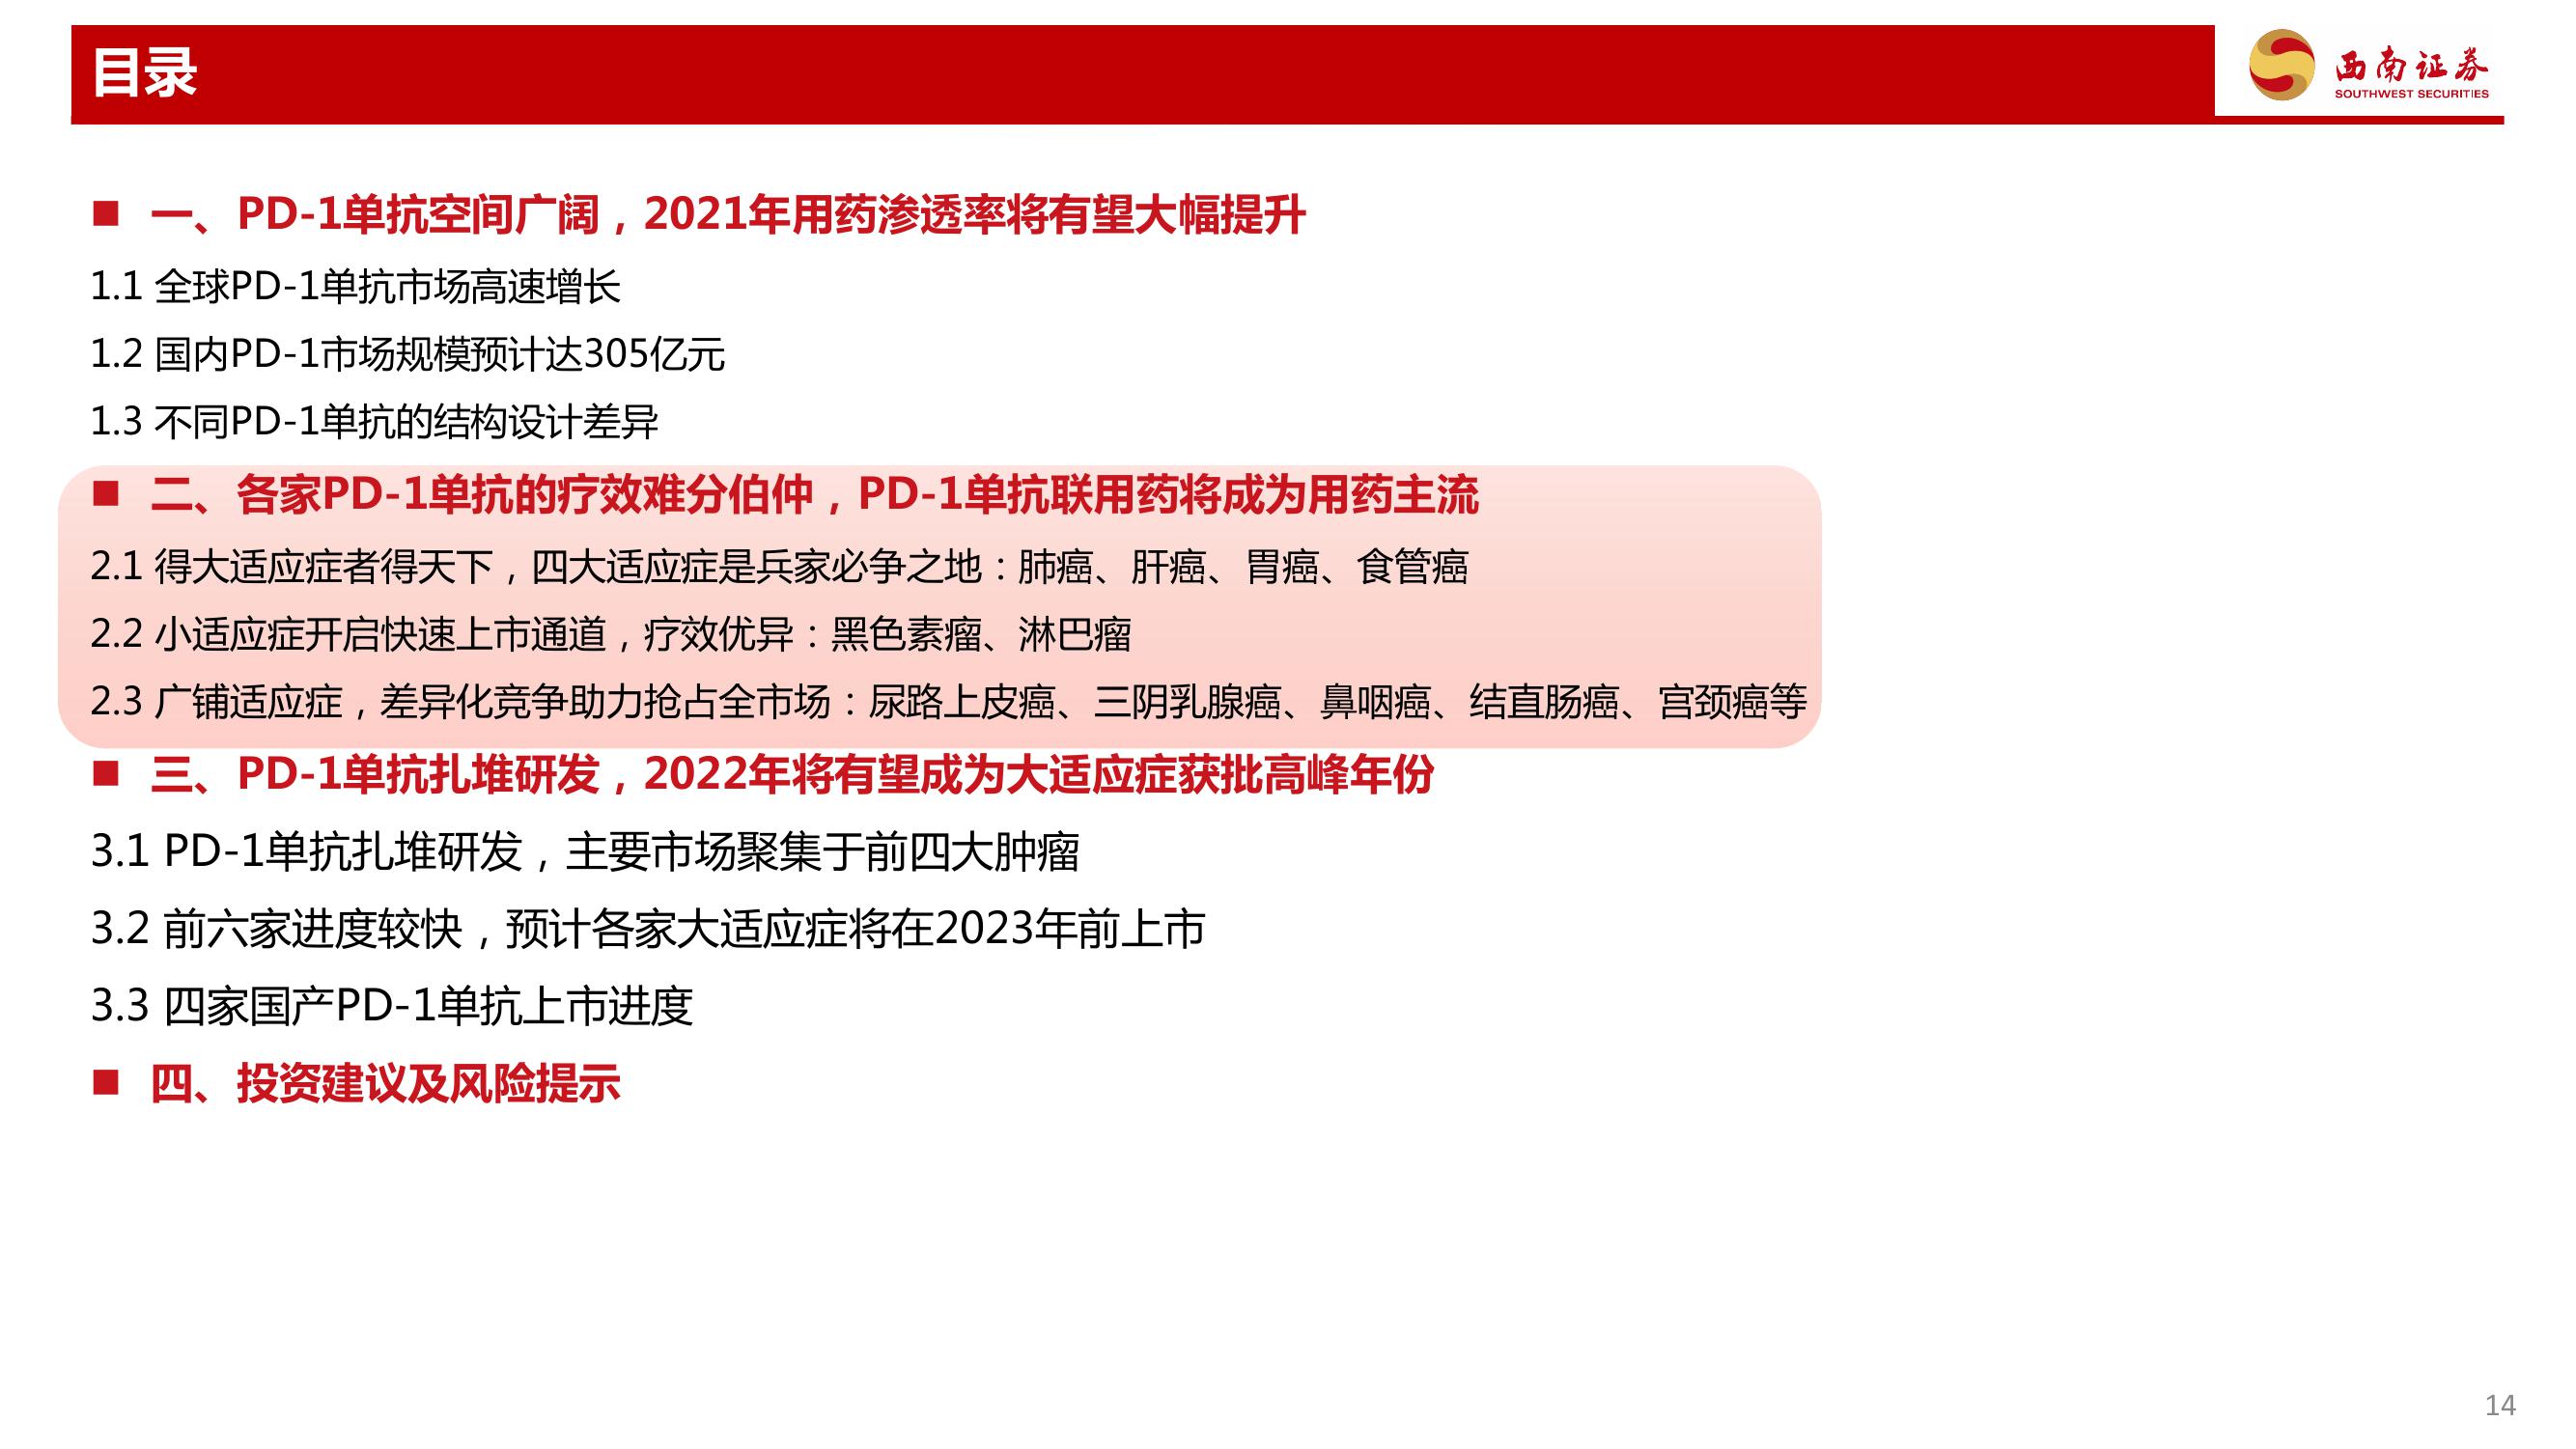 目录
西南证券
SOUTHWEST SECURITIES
■ 一、PD-1单抗空间广阔，2021年用药渗透率将有望大幅提升
1.1 全球PD-1单抗市场高速增长
1.2 国内PD-1市场规模预计达305亿元
1.3 不同PD-1单抗的结构设计差异
■ 二、各家PD-1单抗的疗效难分伯仲，PD-1单抗联用药将成为用药主流
2.1 得大适应症者得天下，四大适应症是兵家必争之地：肺癌、肝癌、胃癌、食管癌
2.2 小适应症开启快速上市通道，疗效优异：黑色素瘤、淋巴瘤
2.3 广铺适应症，差异化竞争助力抢占全市场：尿路上皮癌、三阴乳腺癌、鼻咽癌、结直肠癌、宫颈癌等
■ 三、PD-1单抗扎堆研发，2022年将有望成为大适应症获批高峰年份
3.1 PD-1单抗扎堆研发，主要市场聚集于前四大肿瘤
3.2 前六家进度较快，预计各家大适应症将在2023年前上市
3.3 四家国产PD-1单抗上市进度
■ 四、投资建议及风险提示
14